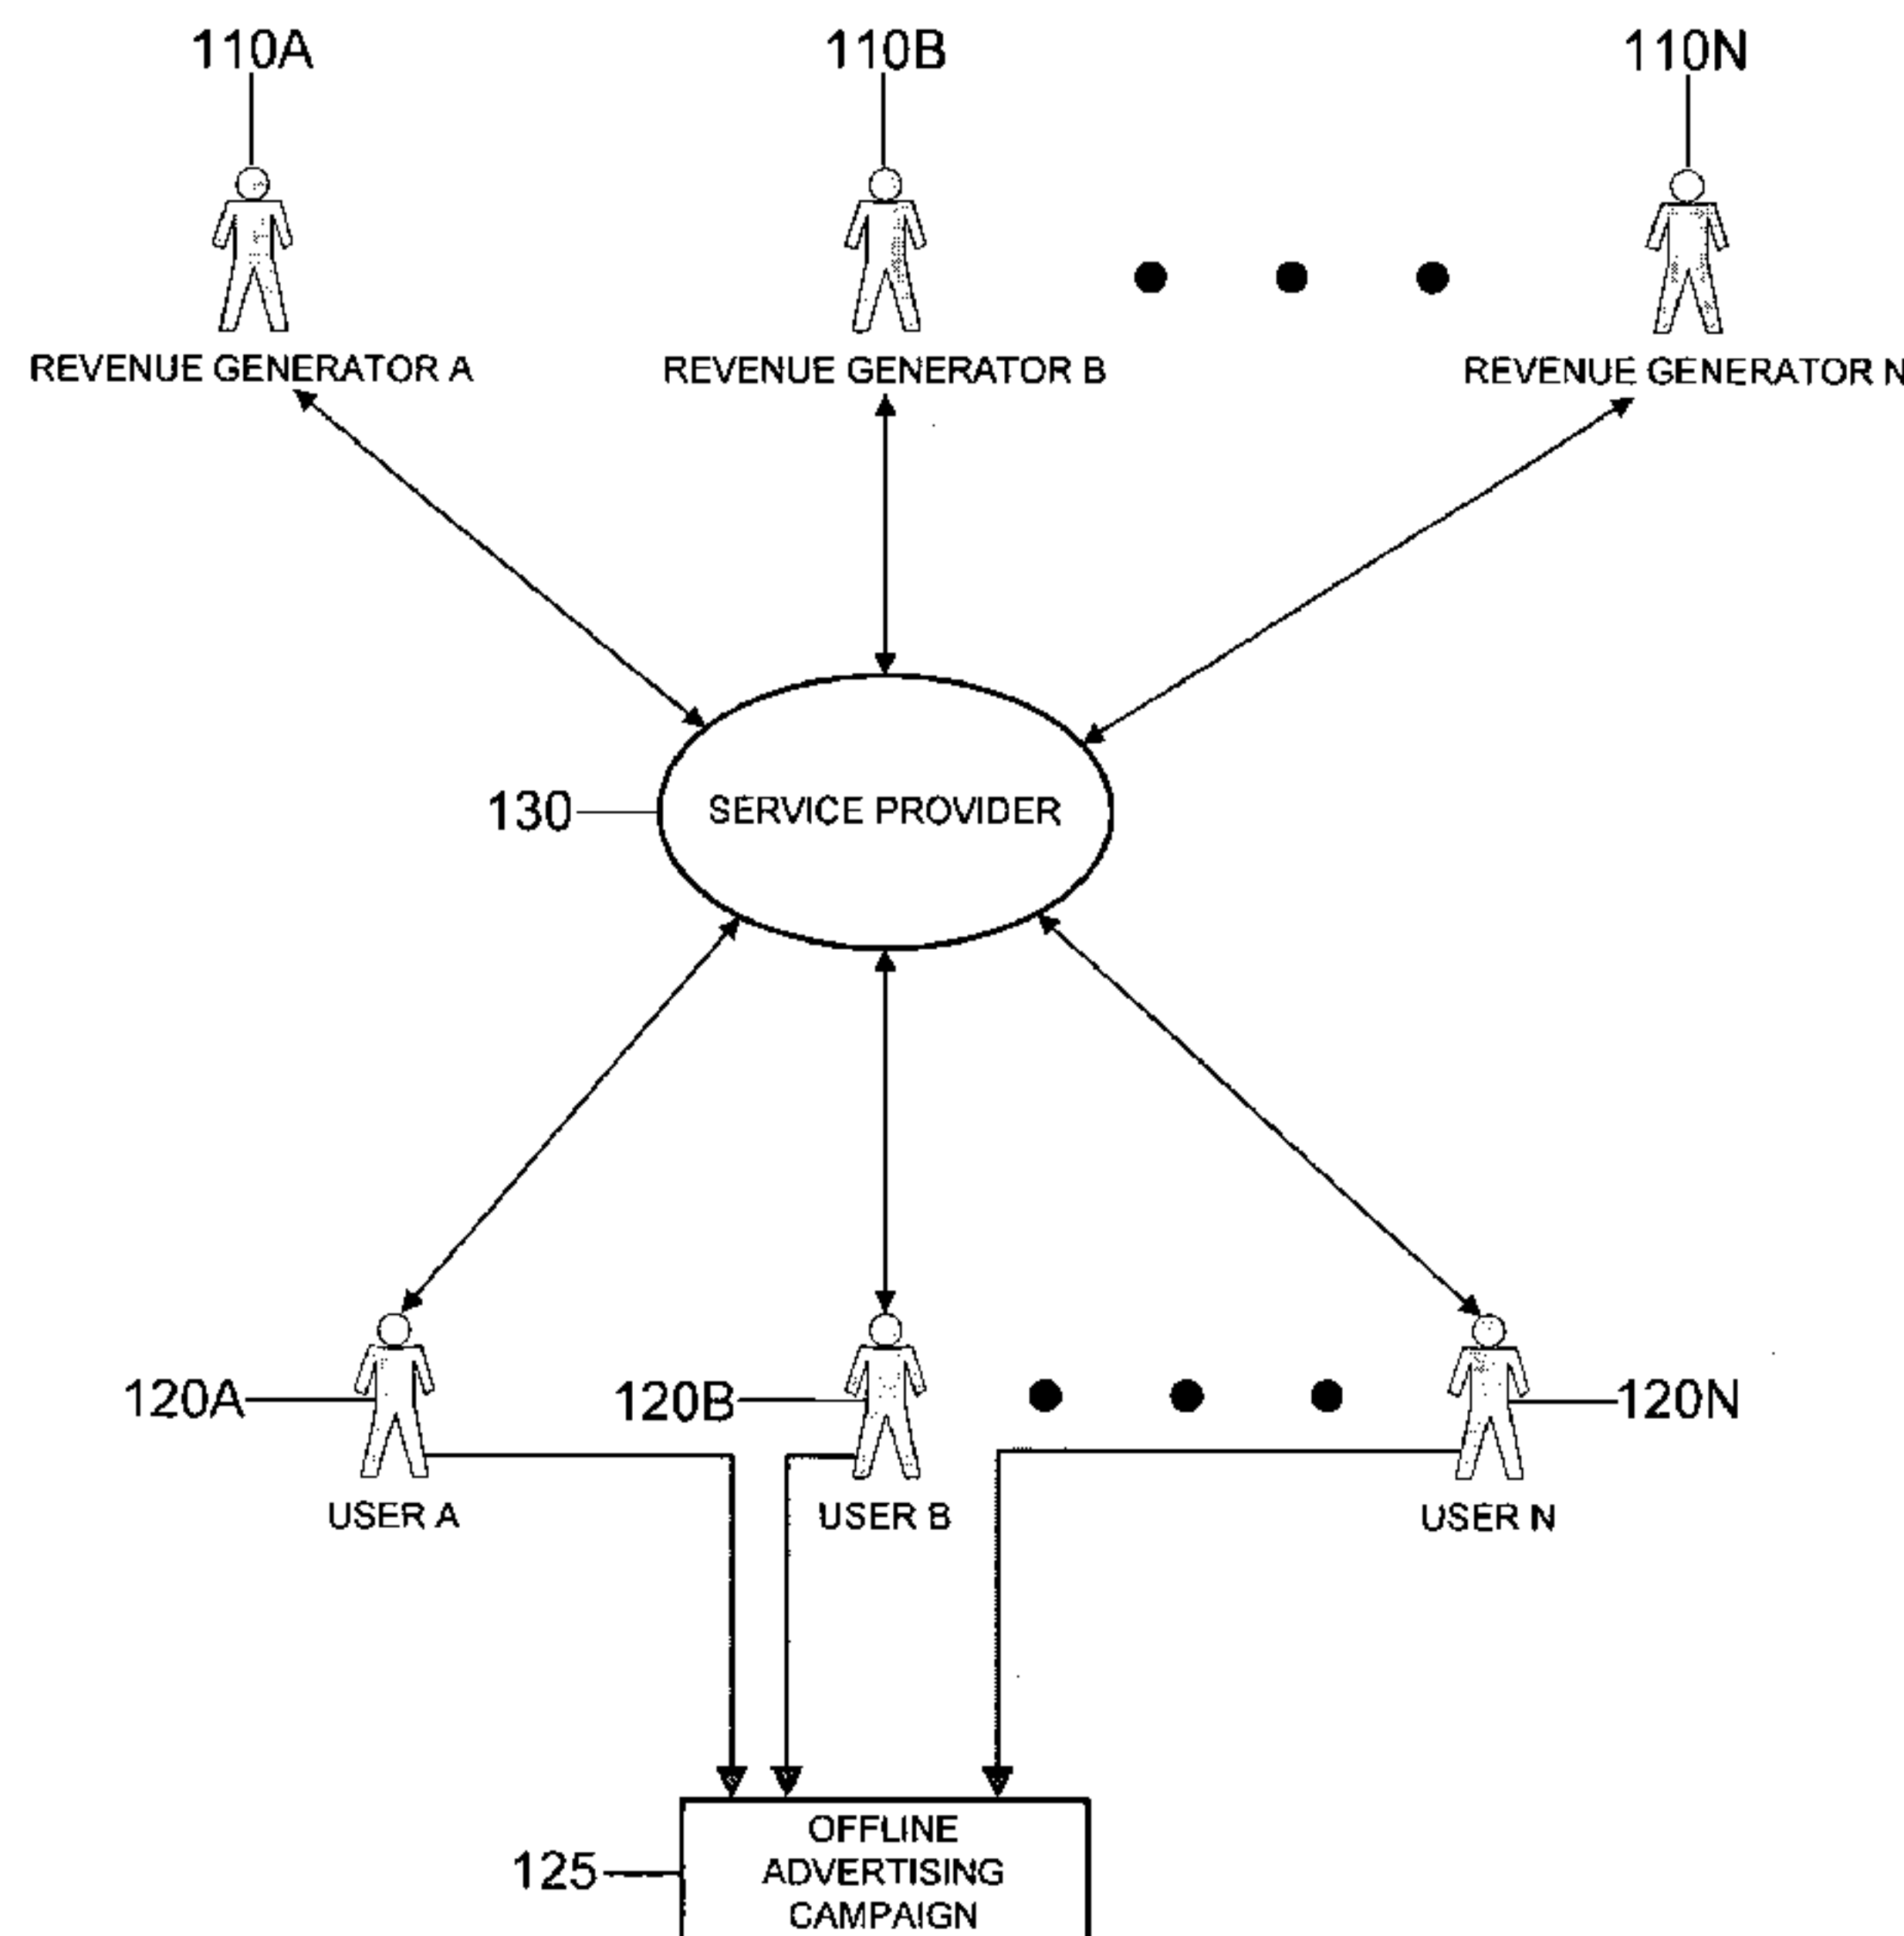 110A 110B 110N
REVENUE GENERATOR A REVENUE GENERATOR B REVENUE GENERATOR N
130 SERVICE PROVIDER
120A 120B 120N
USER A USER B USER N
125
OFFLINE
ADVERTISING
CAMPAIGN